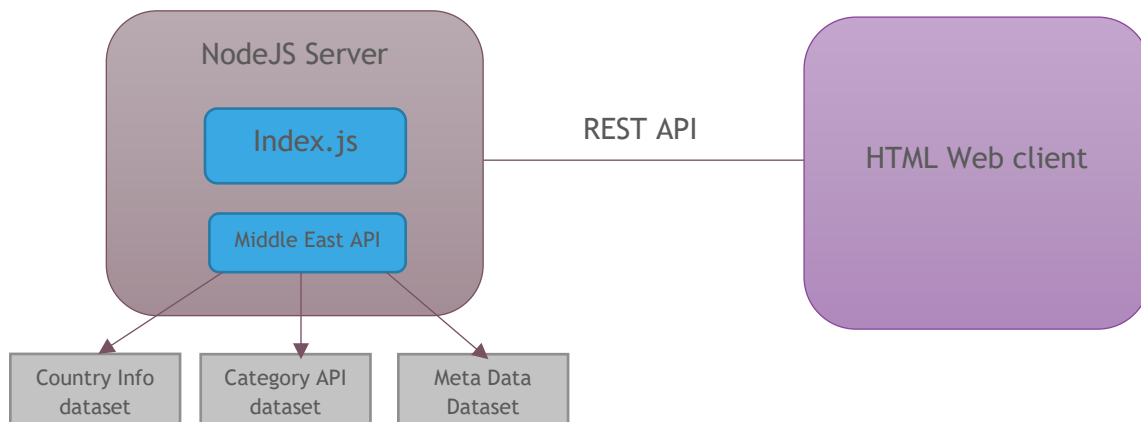 NodeJS Server
Index.js
Middle East API
REST API
HTML Web client
Country Info
dataset
Category API
dataset
Meta Data
Dataset